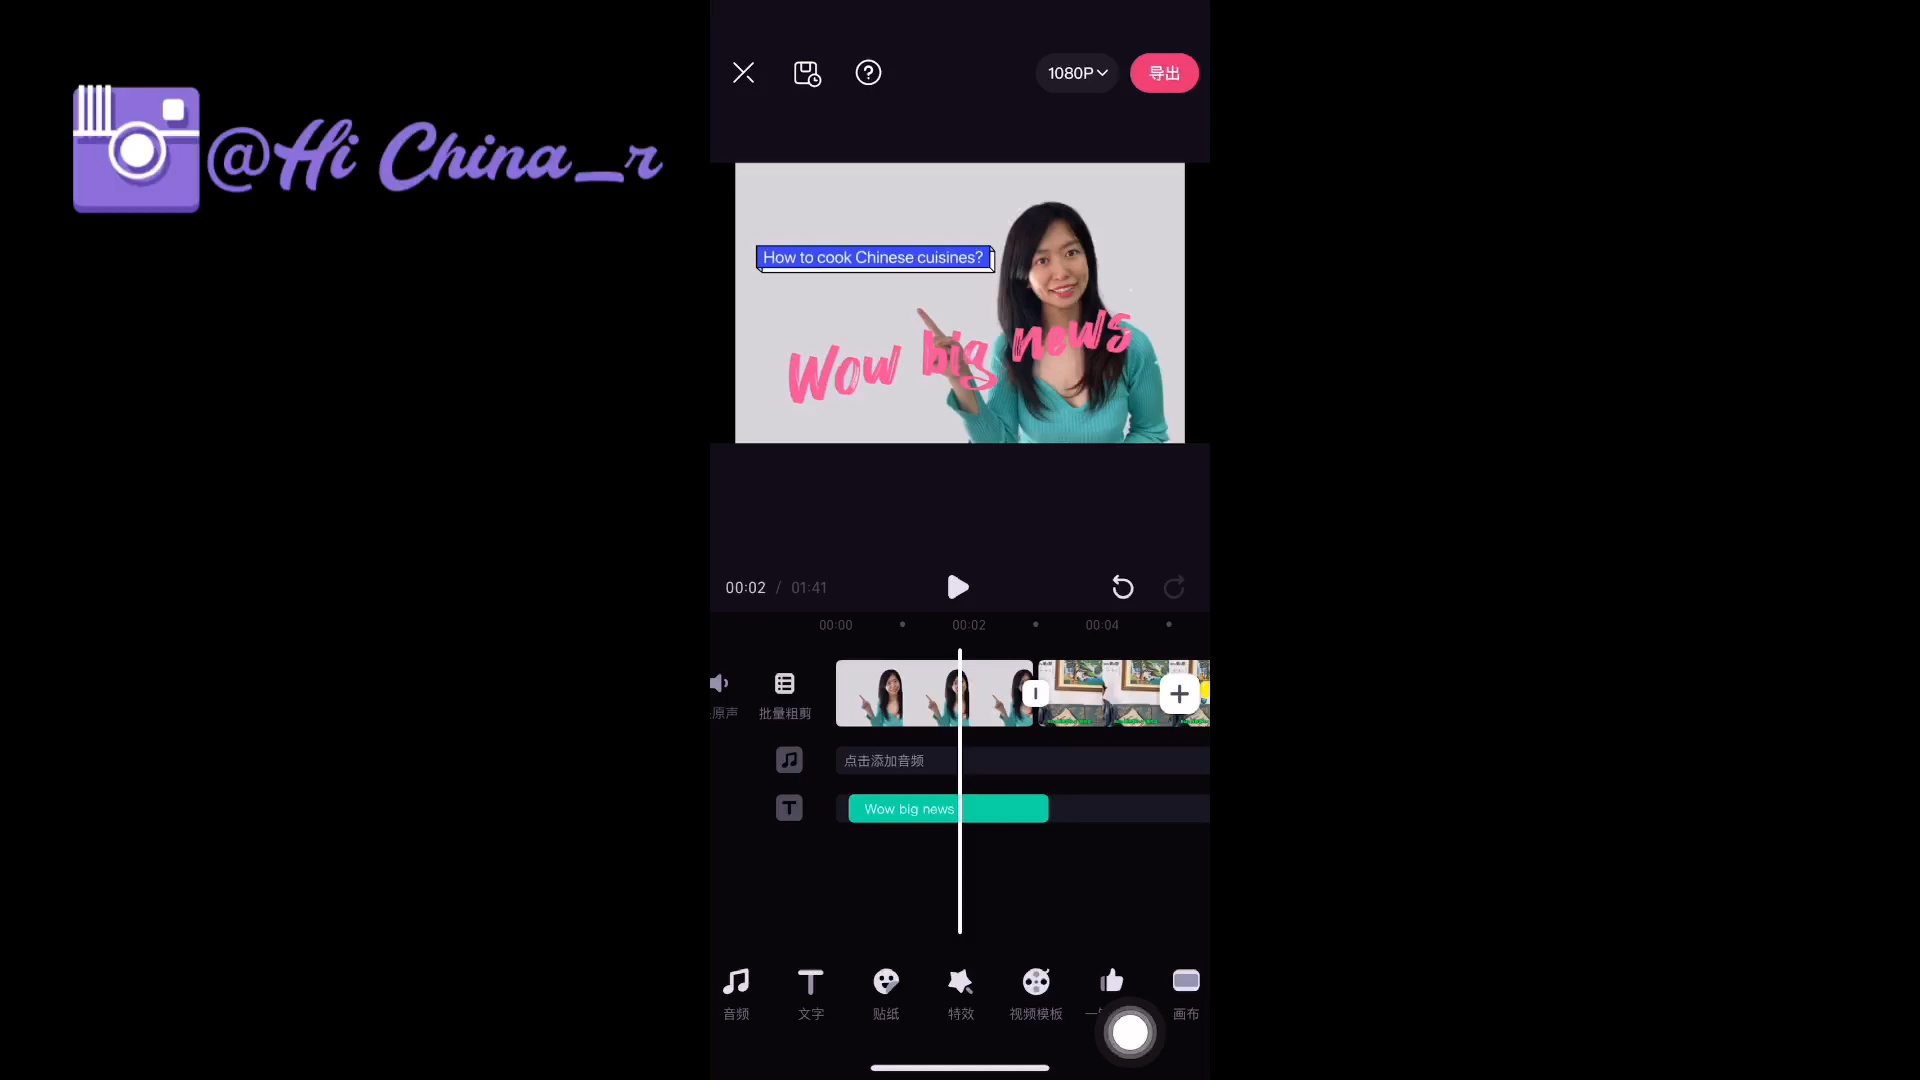 @Hi China_r
1080P
导出
How to cook Chinese cuisines?
Wow big news
00:02 / 01:41
00:00
00:02
00:04
原声
批量粗剪
点击添加音频
Wow big news
音频
文字
贴纸
特效
视频模板
一
画布